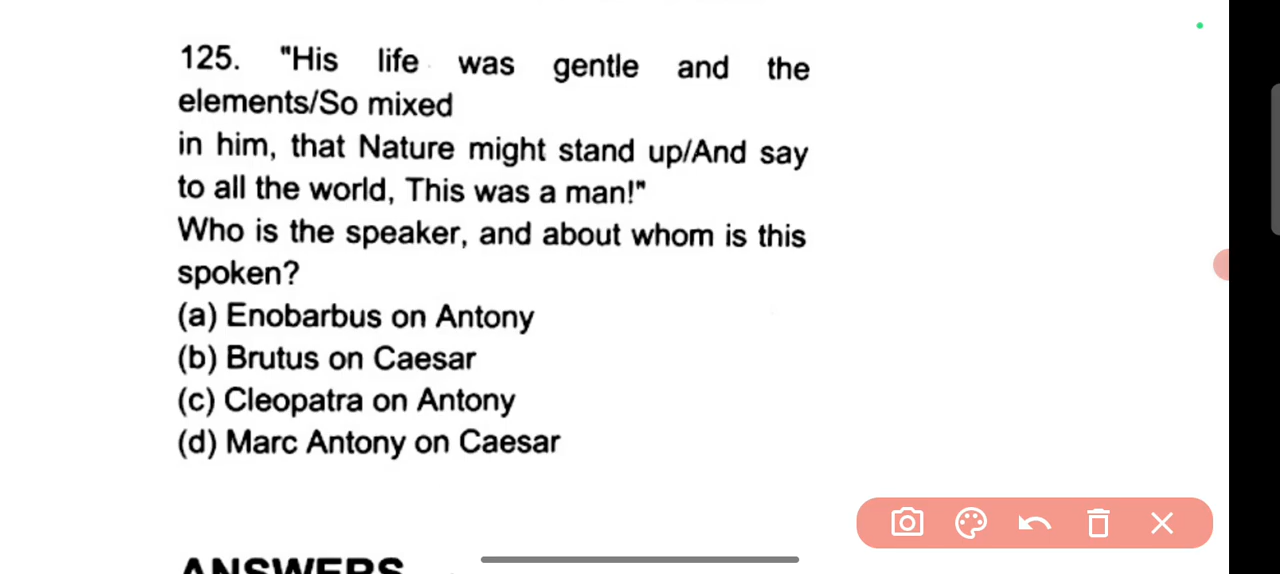 125. "His life was gentle and the
elements/So mixed
in him, that Nature might stand up/And say
to all the world, This was a man!"
Who is the speaker, and about whom is this
spoken?
(a) Enobarbus on Antony
(b) Brutus on Caesar
(c) Cleopatra on Antony
(d) Marc Antony on Caesar
ANSWERS